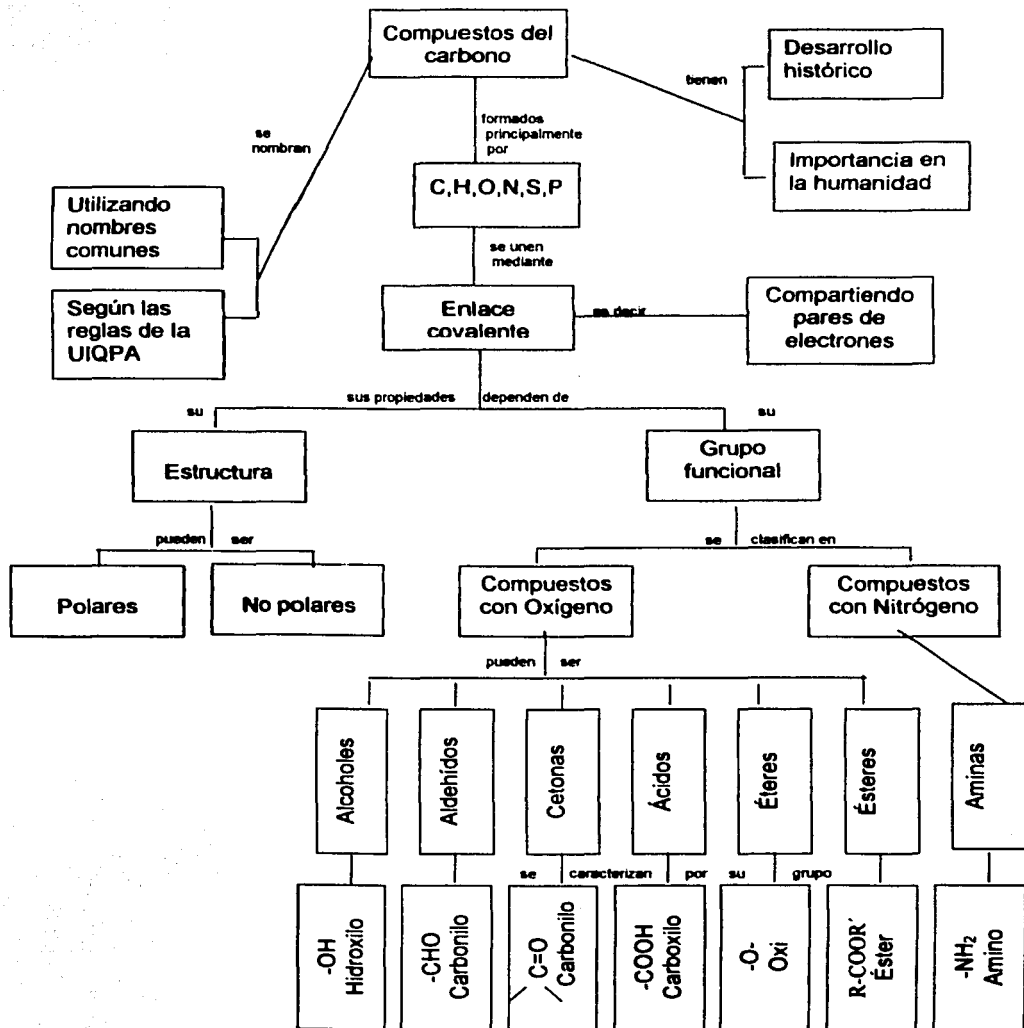 Compuestos del
carbono
Desarrollo
histórico
tienen
se
nombran
formados
principalmente
por
Importancia en
la humanidad
C,H,O,N,S,P
Utilizando
nombres
comunes
se unen
mediante
Según las
reglas de la
UIQPA
Enlace
covalente
se decir
Compartiendo
pares de
electrones
sus propiedades dependen de
su
su
Estructura
Grupo
funcional
pueden ser
se clasifican en
Polares
No polares
Compuestos
con Oxígeno
Compuestos
con Nitrógeno
pueden ser
Alcoholes
Aldehídos
Cetonas
Ácidos
Éteres
Ésteres
Aminas
se caracterizan por su grupo
-OH
Hidroxilo
-CHO
Carbonilo
C=O
Carbonilo
-COOH
Carboxilo
-O-
Oxi
R-COOR´
Éster
-NH₂
Amino